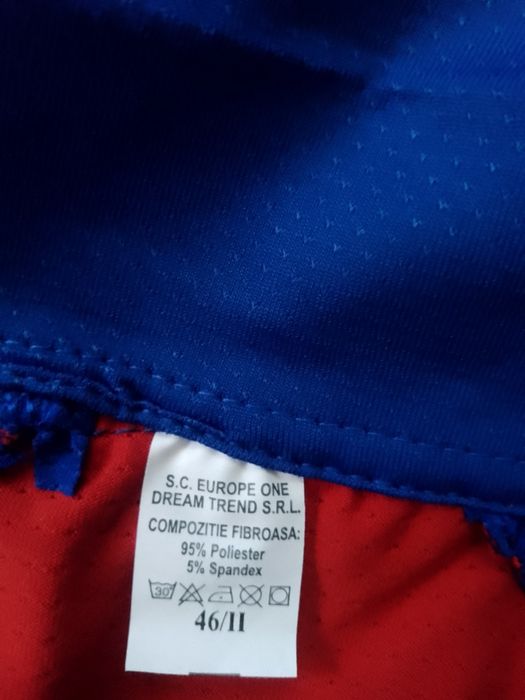 S.C. EUROPE ONE
DREAM TREND S.R.L.
COMPOZITIE FIBROASA:
95% Poliester
5% Spandex
30°
46/II